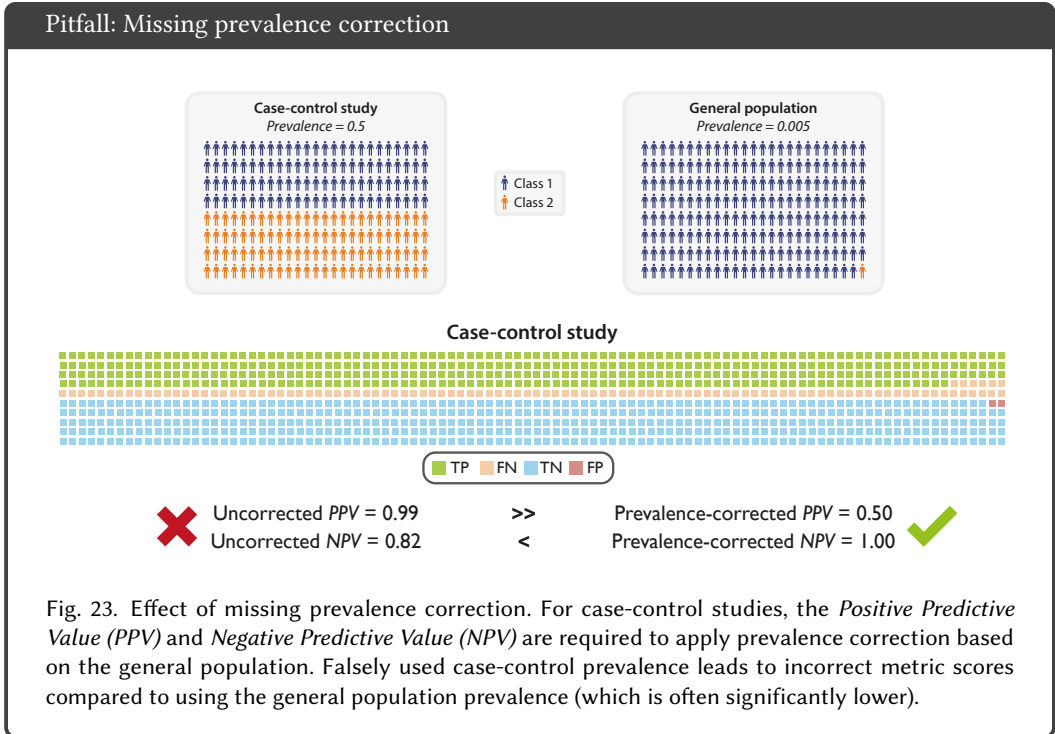 Pitfall: Missing prevalence correction
Case-control study
Prevalence = 0.5
General population
Prevalence = 0.005
Class 1
Class 2
Case-control study
TP FN TN FP
Uncorrected PPV = 0.99 >> Prevalence-corrected PPV = 0.50
Uncorrected NPV = 0.82 < Prevalence-corrected NPV = 1.00
Fig. 23. Effect of missing prevalence correction. For case-control studies, the Positive Predictive
Value (PPV) and Negative Predictive Value (NPV) are required to apply prevalence correction based
on the general population. Falsely used case-control prevalence leads to incorrect metric scores
compared to using the general population prevalence (which is often significantly lower).